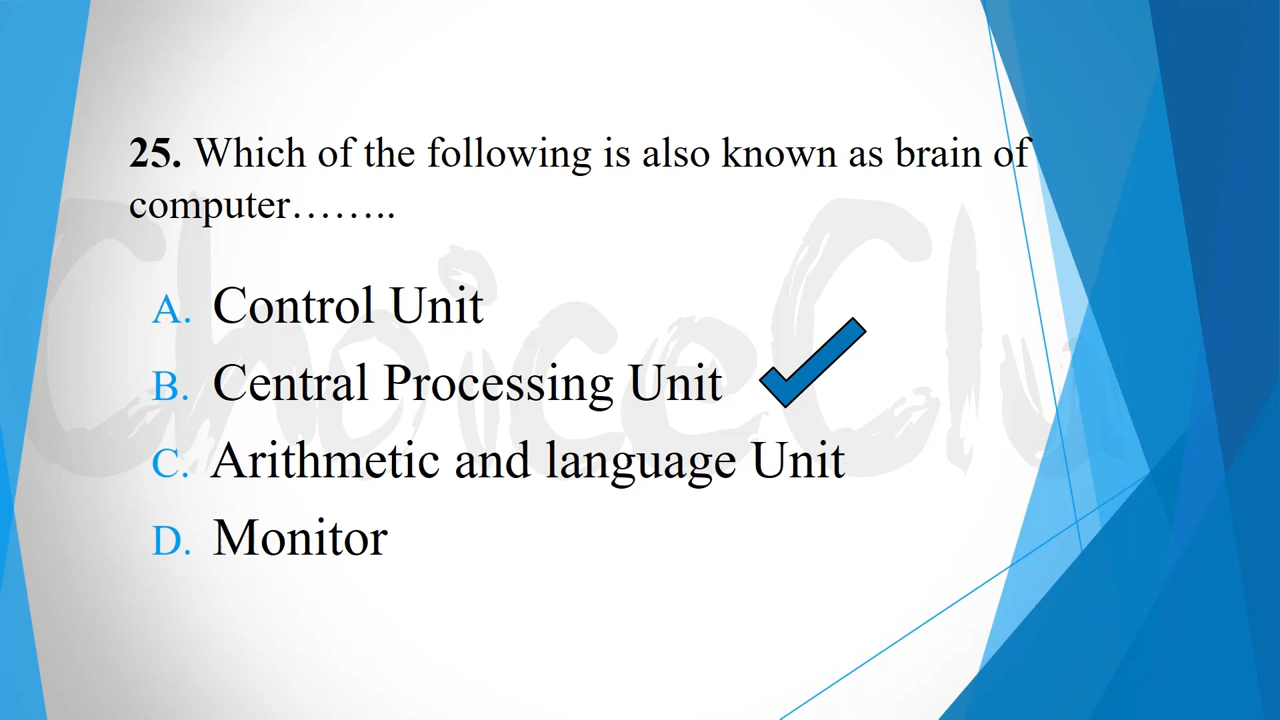 25. Which of the following is also known as brain of
computer……..
A. Control Unit
B. Central Processing Unit
C. Arithmetic and language Unit
D. Monitor
ChoiceClu